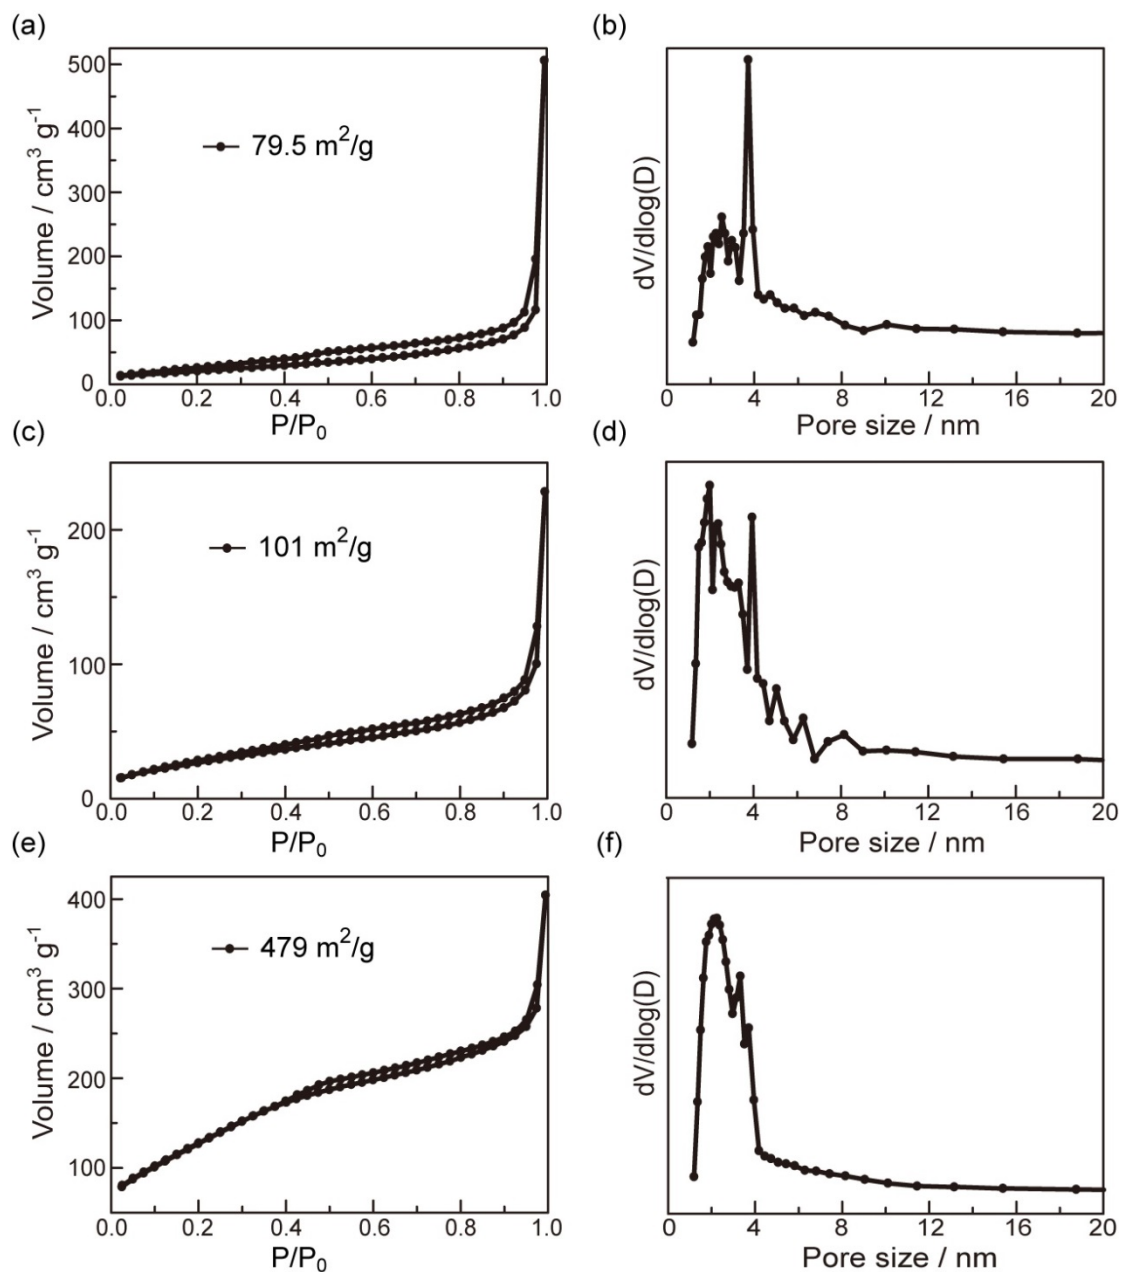 (a)
500
400
300
200
100
0
Volume / cm³ g⁻¹
79.5 m²/g
0.0 0.2 0.4 0.6 0.8 1.0
P/P₀
(b)
dV/dlog(D)
0 4 8 12 16 20
Pore size / nm
(c)
200
100
0
Volume / cm³ g⁻¹
101 m²/g
0.0 0.2 0.4 0.6 0.8 1.0
P/P₀
(d)
dV/dlog(D)
0 4 8 12 16 20
Pore size / nm
(e)
400
300
200
100
Volume / cm³ g⁻¹
479 m²/g
0.0 0.2 0.4 0.6 0.8 1.0
P/P₀
(f)
dV/dlog(D)
0 4 8 12 16 20
Pore size / nm